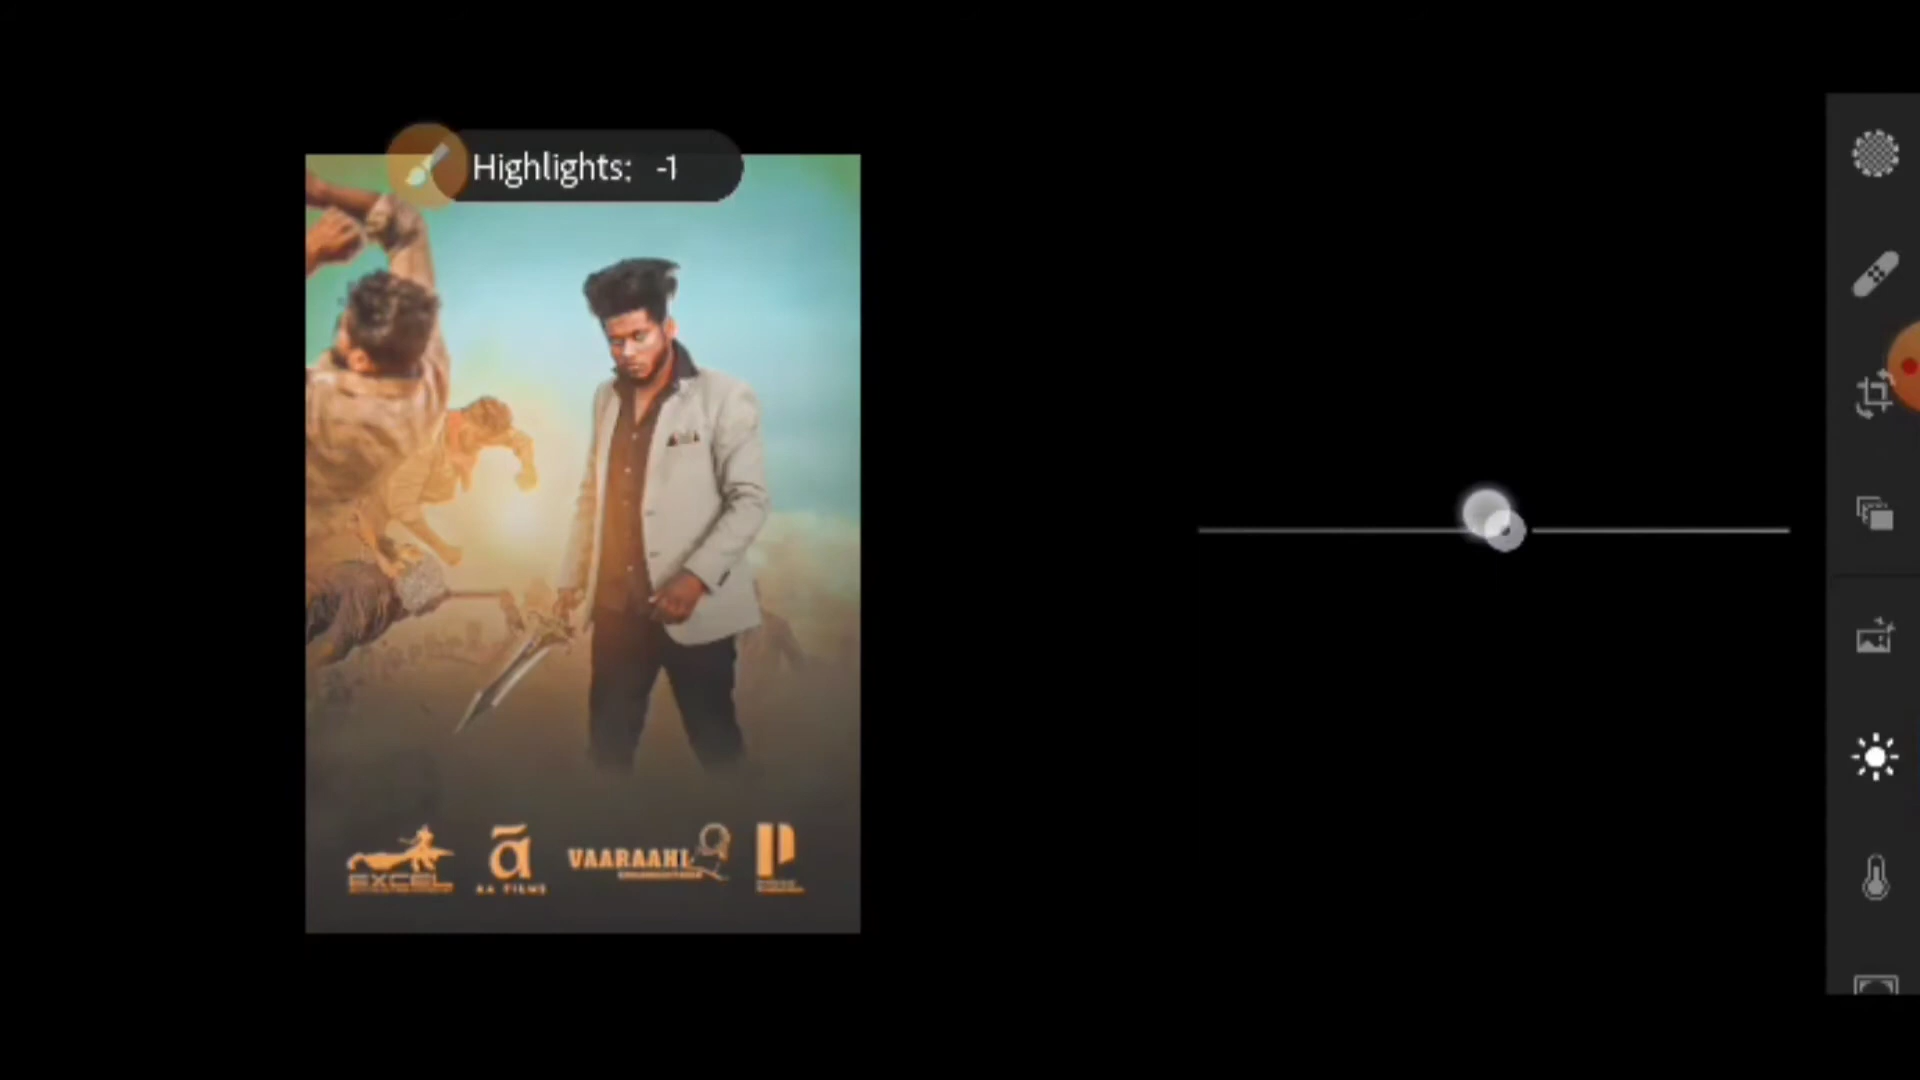 Highlights: -1
EXCEL
ā
AA FILMS
VAARAAHI
P